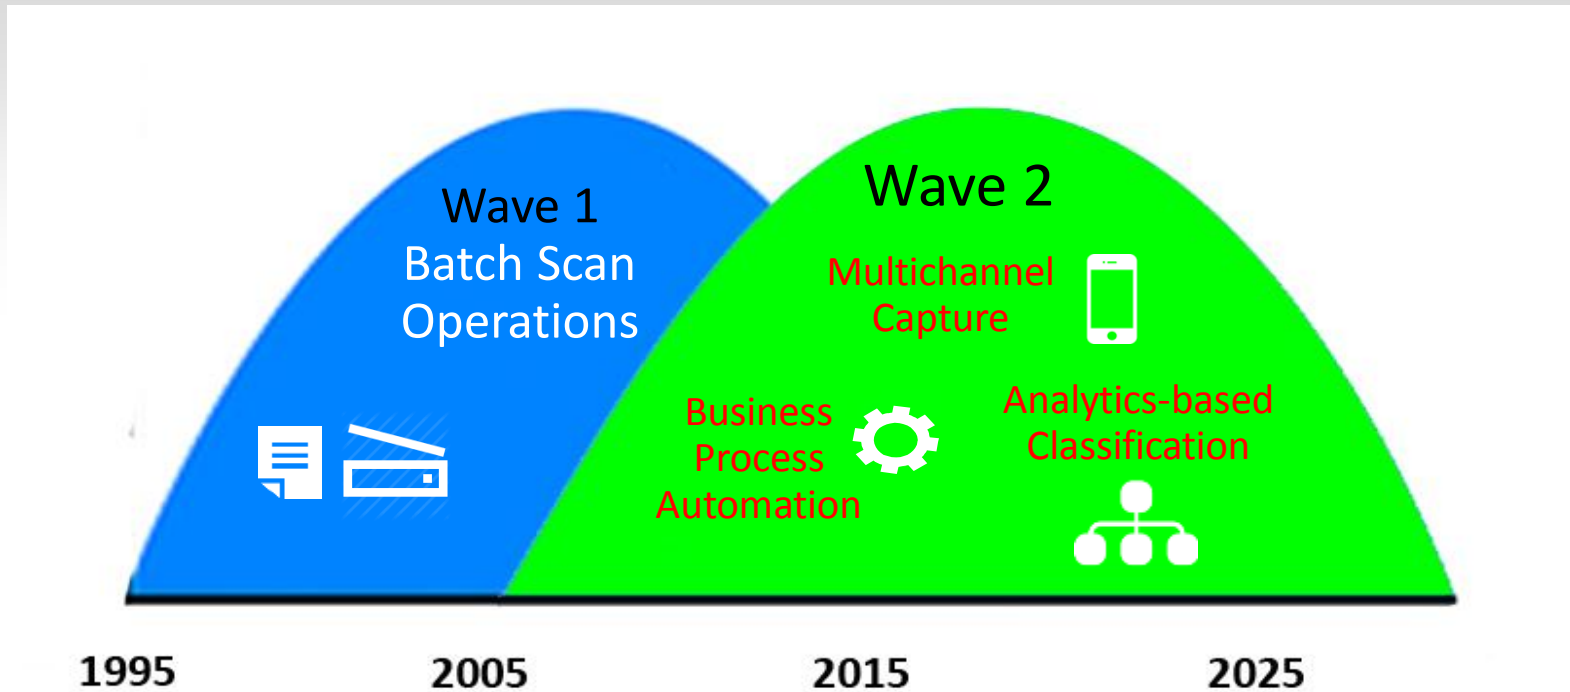 Wave 1
Batch Scan
Operations
Wave 2
Multichannel
Capture
Business
Process
Automation
Analytics-based
Classification
1995
2005
2015
2025